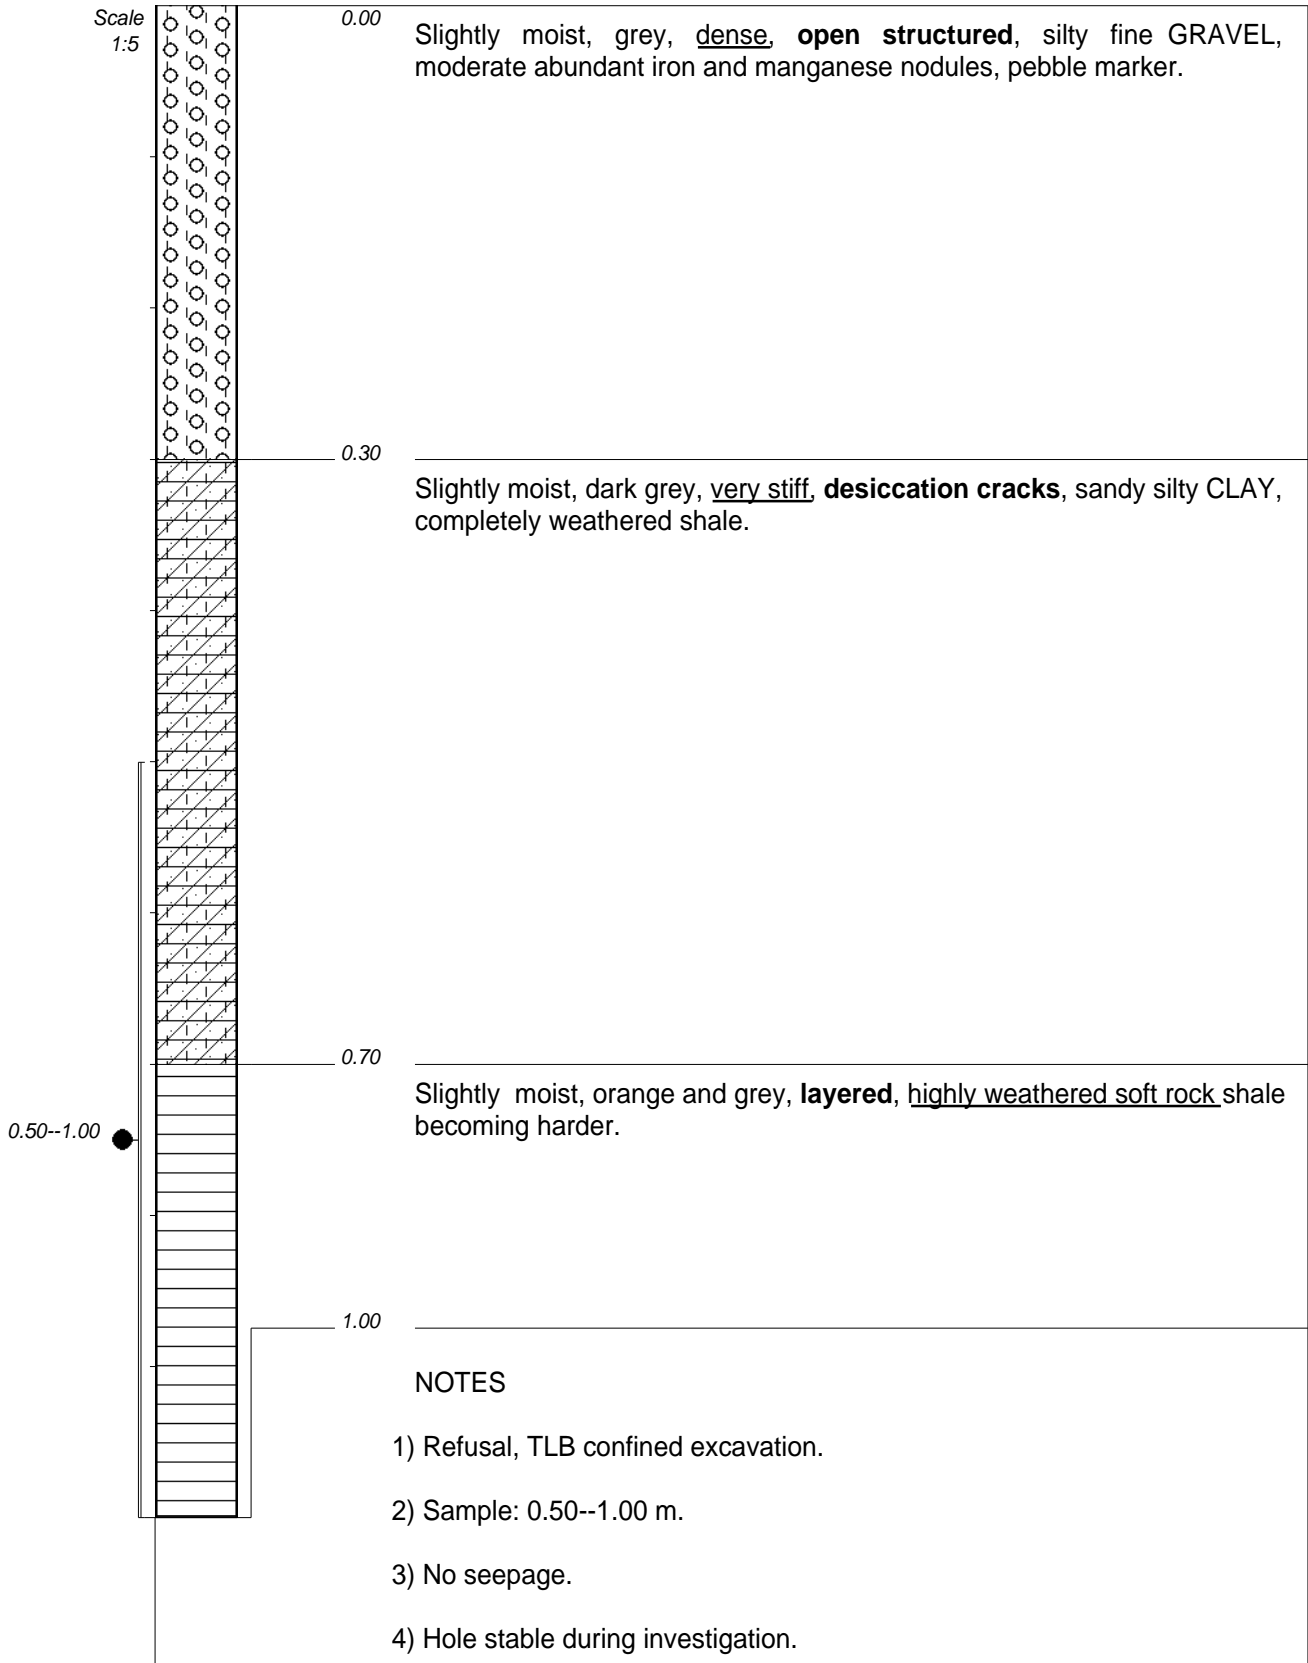 Scale
1:5
0.00
Slightly moist, grey, dense, open structured, silty fine GRAVEL,
moderate abundant iron and manganese nodules, pebble marker.
0.30
Slightly moist, dark grey, very stiff, desiccation cracks, sandy silty CLAY,
completely weathered shale.
0.70
Slightly moist, orange and grey, layered, highly weathered soft rock shale
becoming harder.
0.50--1.00
1.00
NOTES
1) Refusal, TLB confined excavation.
2) Sample: 0.50--1.00 m.
3) No seepage.
4) Hole stable during investigation.